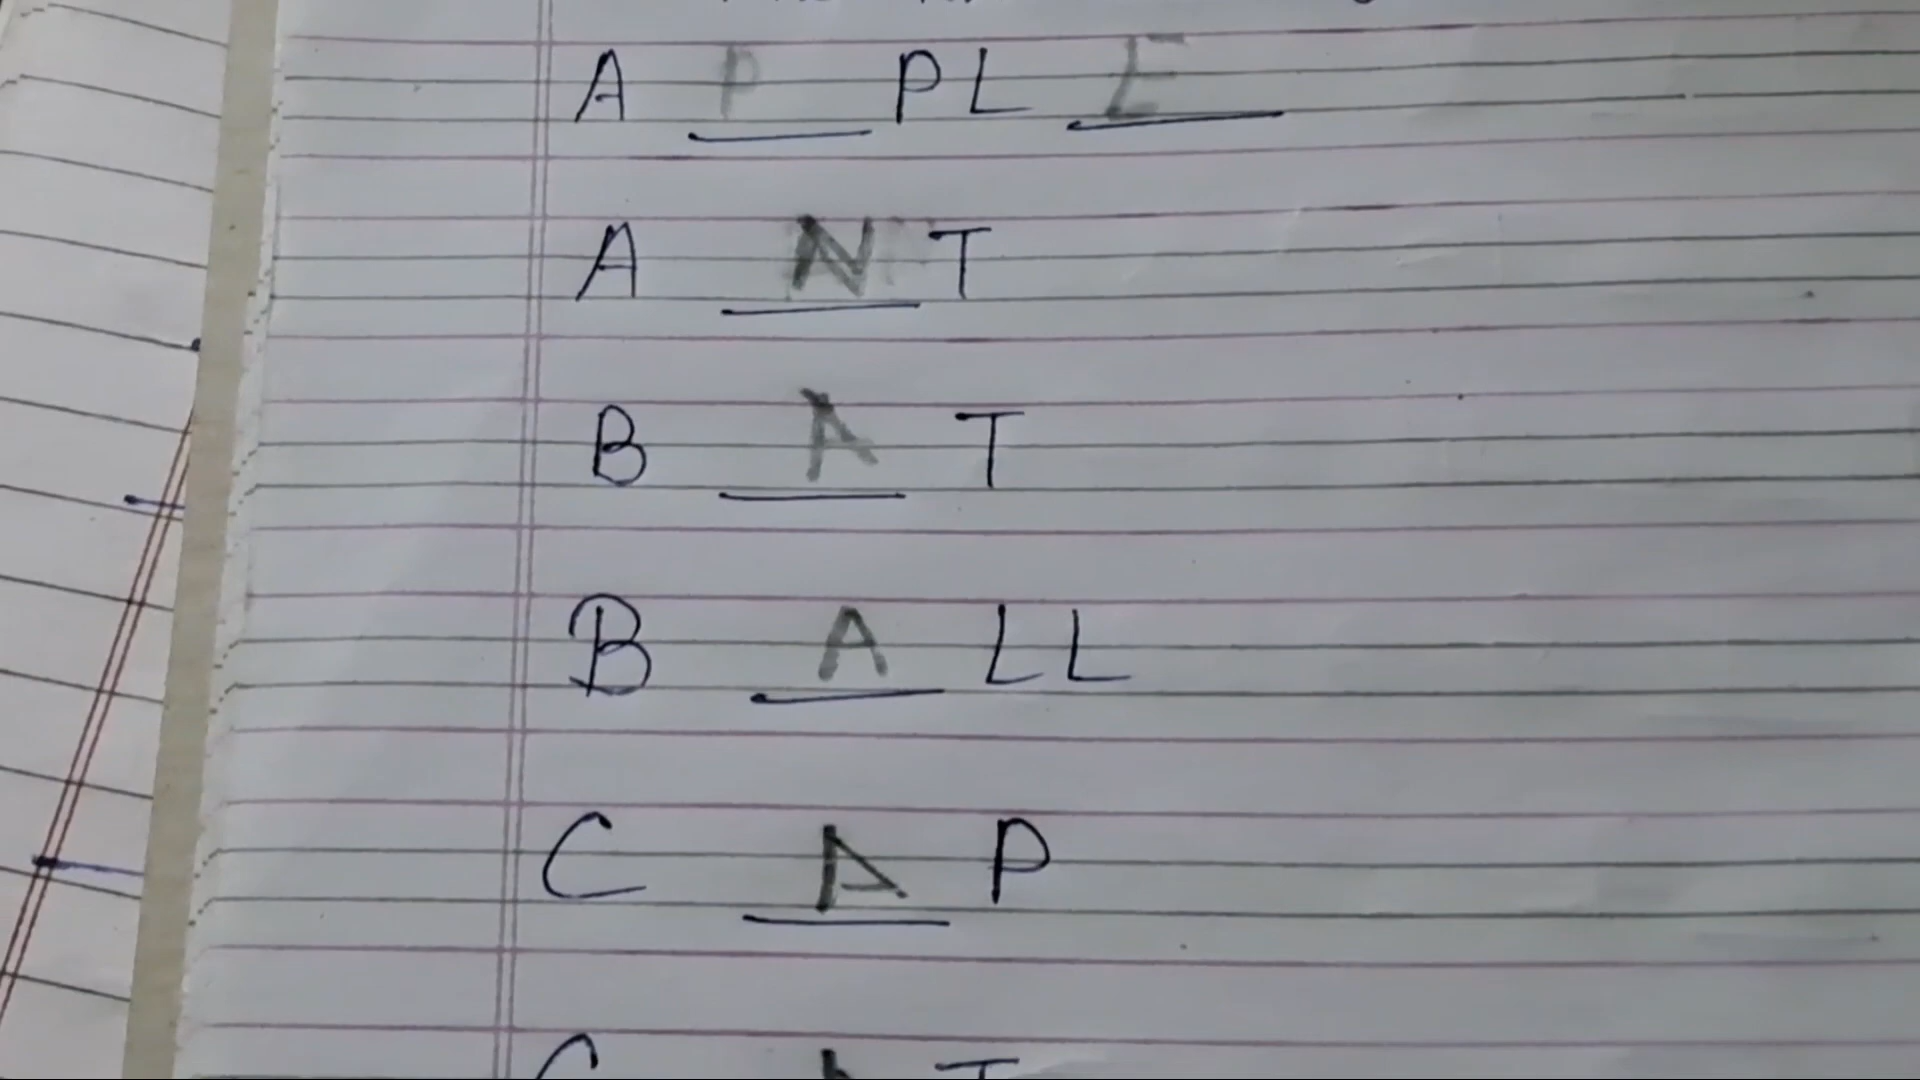 A P PL E
A N T
B A T
B A LL
C A P